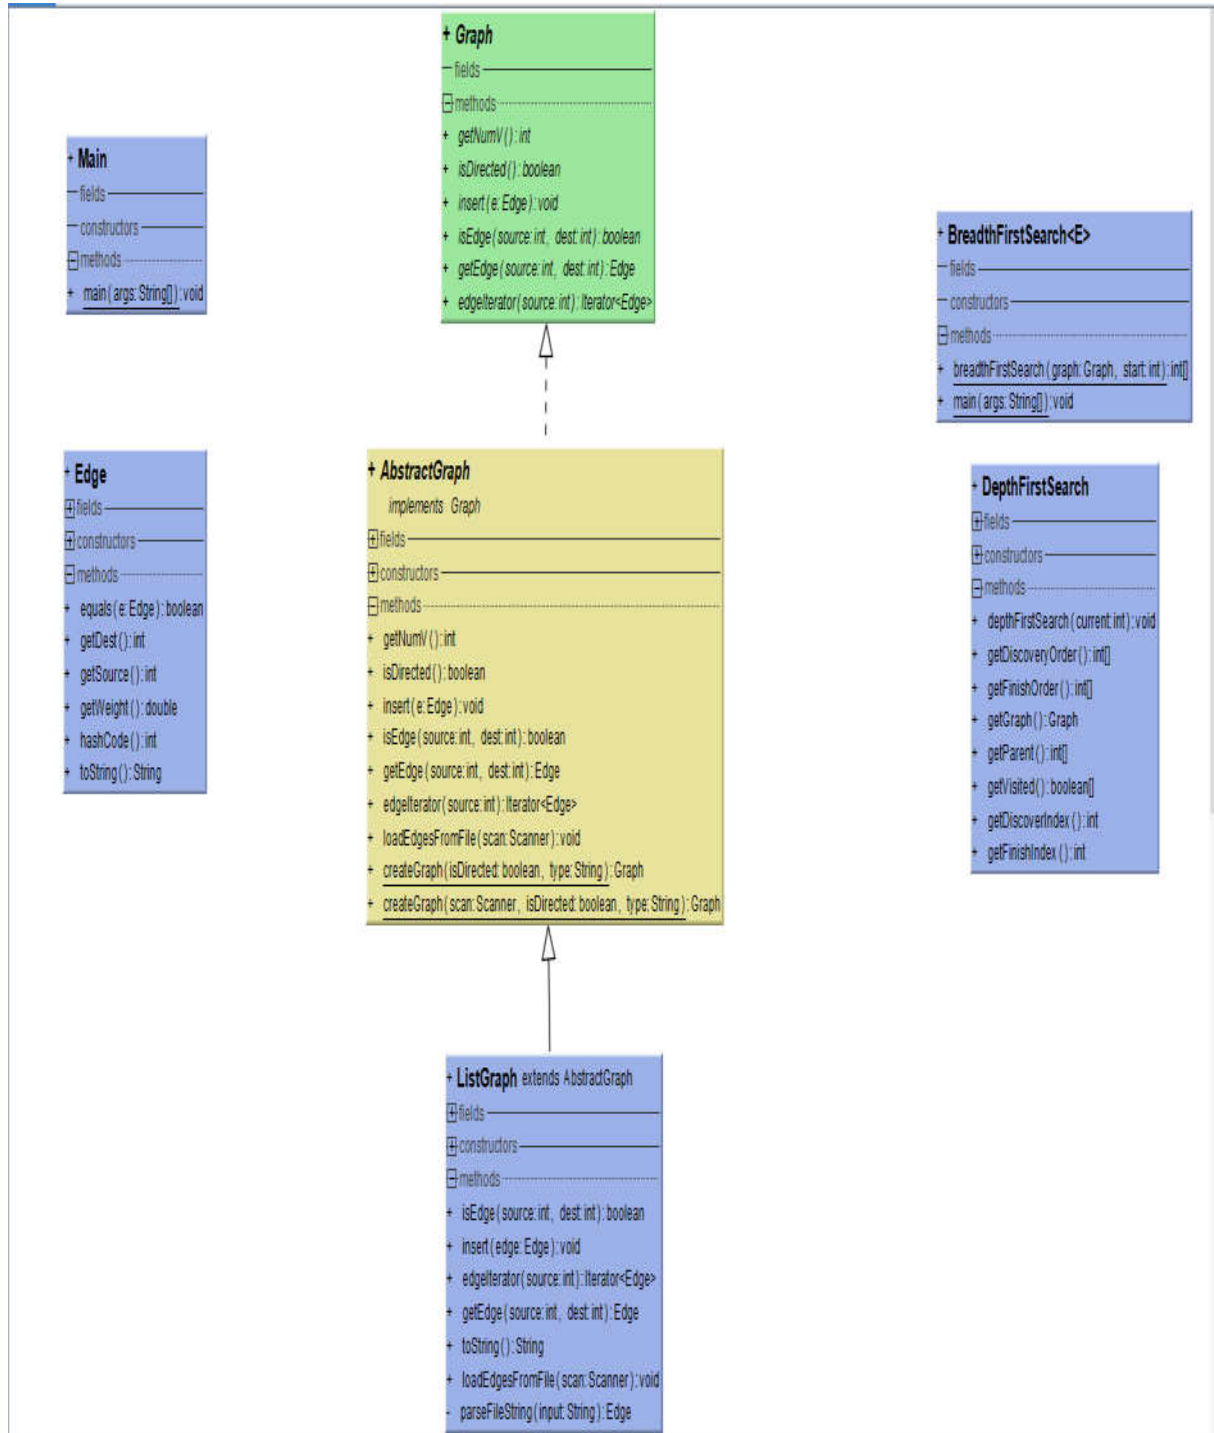 + Graph
fields
methods
+ getNumV():int
+ isDirected():boolean
+ insert(e:Edge):void
+ isEdge(source:int, dest:int):boolean
+ getEdge(source:int, dest:int):Edge
+ edgeIterator(source:int):Iterator<Edge>
+ Main
fields
constructors
methods
+ main(args:String[]):void
+ BreadthFirstSearch<E>
fields
constructors
methods
+ breadthFirstSearch(graph:Graph, start:int):int[]
+ main(args:String[]):void
+ Edge
fields
constructors
methods
+ equals(e:Edge):boolean
+ getDest():int
+ getSource():int
+ getWeight():double
+ hashCode():int
+ toString():String
+ AbstractGraph
implements Graph
fields
constructors
methods
+ getNumV():int
+ isDirected():boolean
+ insert(e:Edge):void
+ isEdge(source:int, dest:int):boolean
+ getEdge(source:int, dest:int):Edge
+ edgeIterator(source:int):Iterator<Edge>
+ loadEdgesFromFile(scan:Scanner):void
+ createGraph(isDirected:boolean, type:String):Graph
+ createGraph(scan:Scanner, isDirected:boolean, type:String):Graph
+ DepthFirstSearch
fields
constructors
methods
+ depthFirstSearch(current:int):void
+ getDiscoveryOrder():int[]
+ getFinishOrder():int[]
+ getGraph():Graph
+ getParent():int[]
+ getVisited():boolean[]
+ getDiscoverIndex():int
+ getFinishIndex():int
+ ListGraph extends AbstractGraph
fields
constructors
methods
+ isEdge(source:int, dest:int):boolean
+ insert(edge:Edge):void
+ edgeIterator(source:int):Iterator<Edge>
+ getEdge(source:int, dest:int):Edge
+ toString():String
+ loadEdgesFromFile(scan:Scanner):void
- parseFileString(input:String):Edge